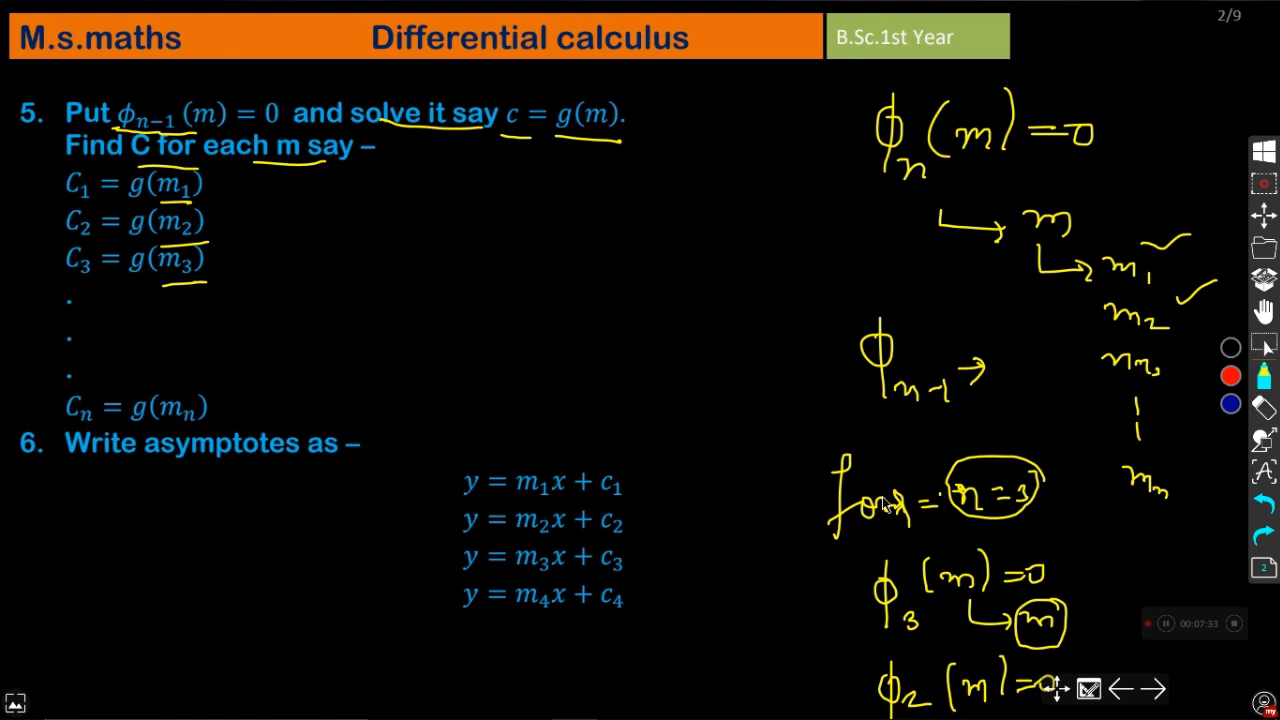 M.s.maths Differential calculus B.Sc.1st Year 2/9
5. Put ϕₙ₋₁(m) = 0 and solve it say c = g(m).
Find C for each m say –
C₁ = g(m₁)
C₂ = g(m₂)
C₃ = g(m₃)
.
.
.
Cₙ = g(mₙ)
6. Write asymptotes as –
y = m₁x + c₁
y = m₂x + c₂
y = m₃x + c₃
y = m₄x + c₄
ϕₙ(m) = 0
↳ m
↳ m₁ ✓
m₂ ✓
m₃
|
|
mₙ
ϕₙ₋₁ →
for = n = 3
ϕ₃(m) = 0
↳ m
ϕ₂(m) = 0
00:07:33
2
my